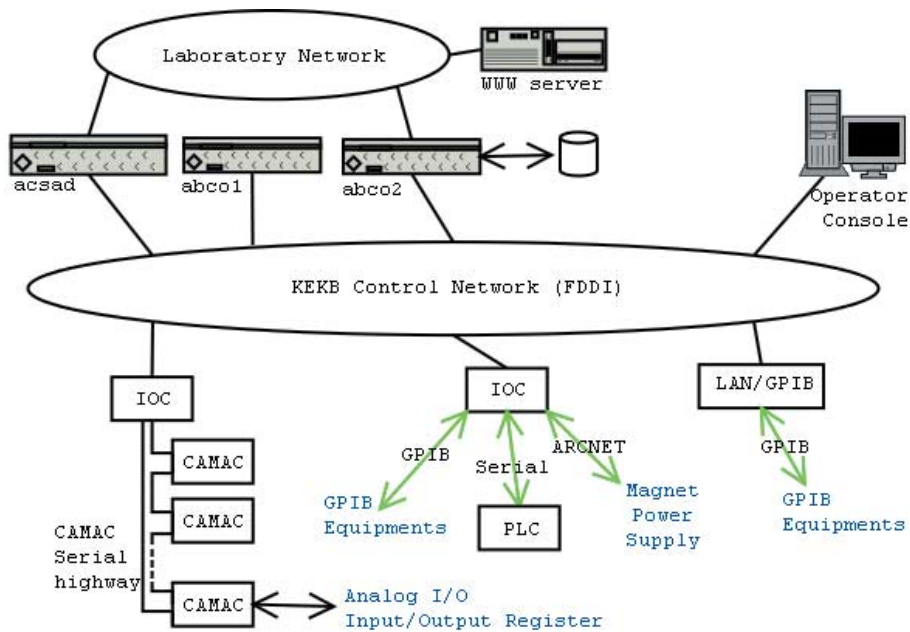 Laboratory Network
WWW server
acsad
abco1
abco2
Operator
Console
KEKB Control Network (FDDI)
IOC
IOC
LAN/GPIB
GPIB
Serial
ARCNET
GPIB
CAMAC
CAMAC
CAMAC
CAMAC
Serial
highway
GPIB
Equipments
PLC
Magnet
Power
Supply
GPIB
Equipments
Analog I/O
Input/Output Register